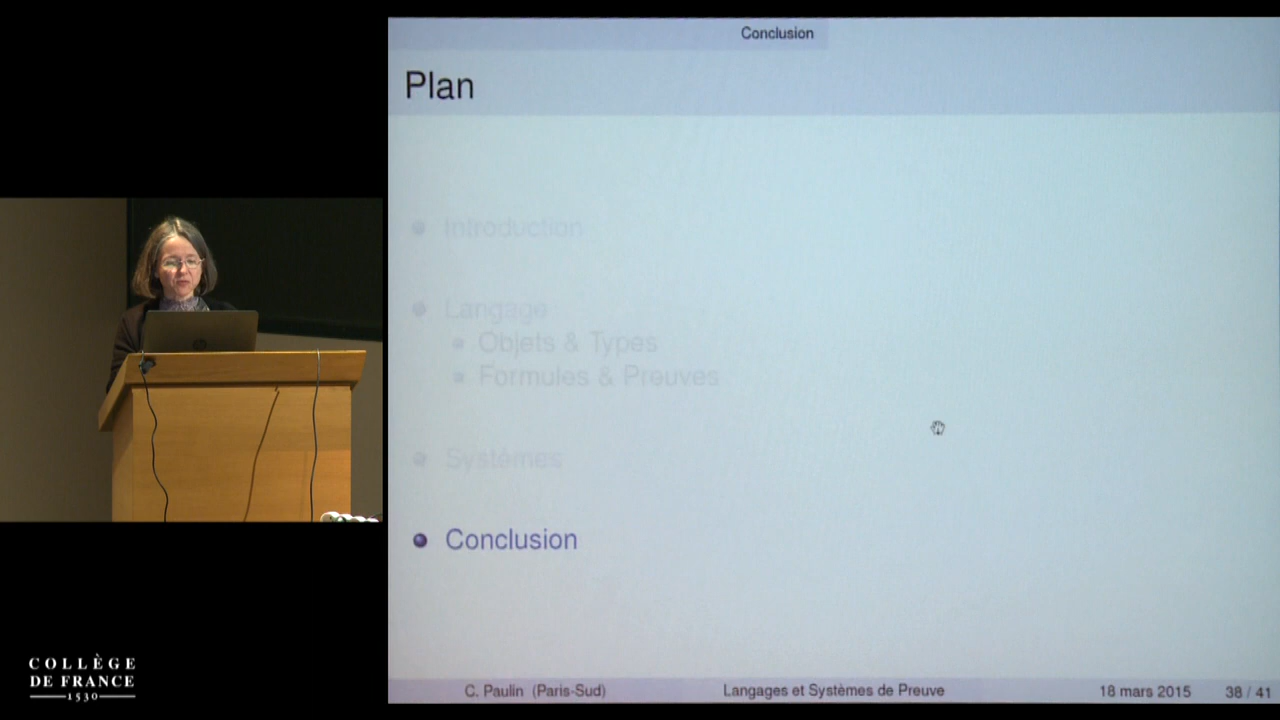 Conclusion
Plan
Introduction
Langage
Objets & Types
Formules & Preuves
Systèmes
Conclusion
C. Paulin (Paris-Sud)
Langages et Systèmes de Preuve
18 mars 2015
38 / 41
COLLÈGE
DE FRANCE
1530